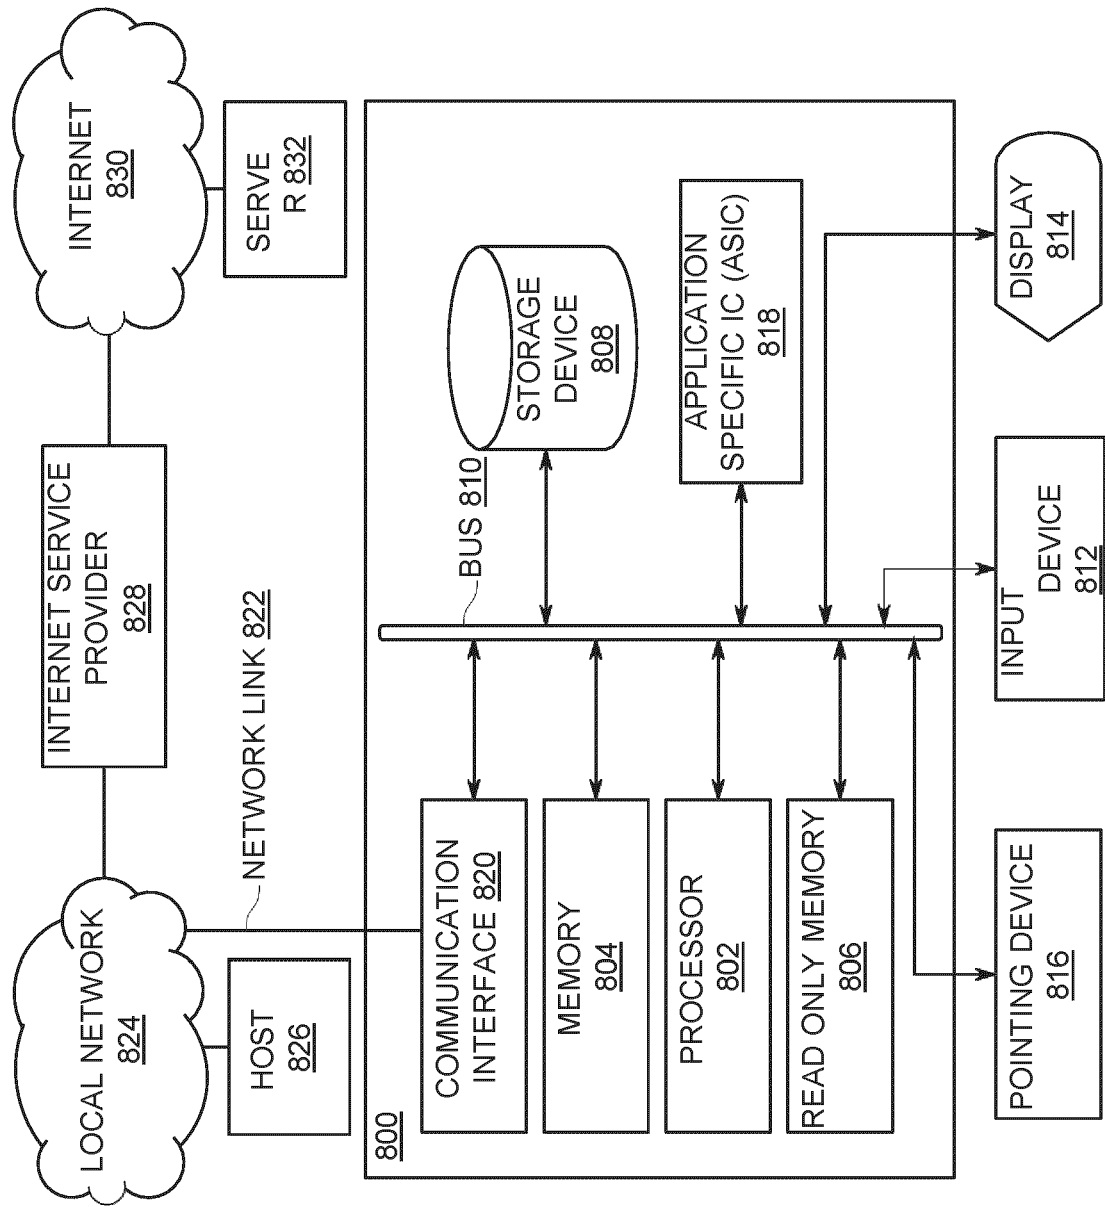 LOCAL NETWORK
824
INTERNET SERVICE
PROVIDER
828
INTERNET
830
HOST
826
NETWORK LINK 822
SERVE
R 832
800
COMMUNICATION
INTERFACE 820
BUS 810
STORAGE
DEVICE
808
MEMORY
804
PROCESSOR
802
APPLICATION
SPECIFIC IC (ASIC)
818
READ ONLY MEMORY
806
POINTING DEVICE
816
INPUT
DEVICE
812
DISPLAY
814